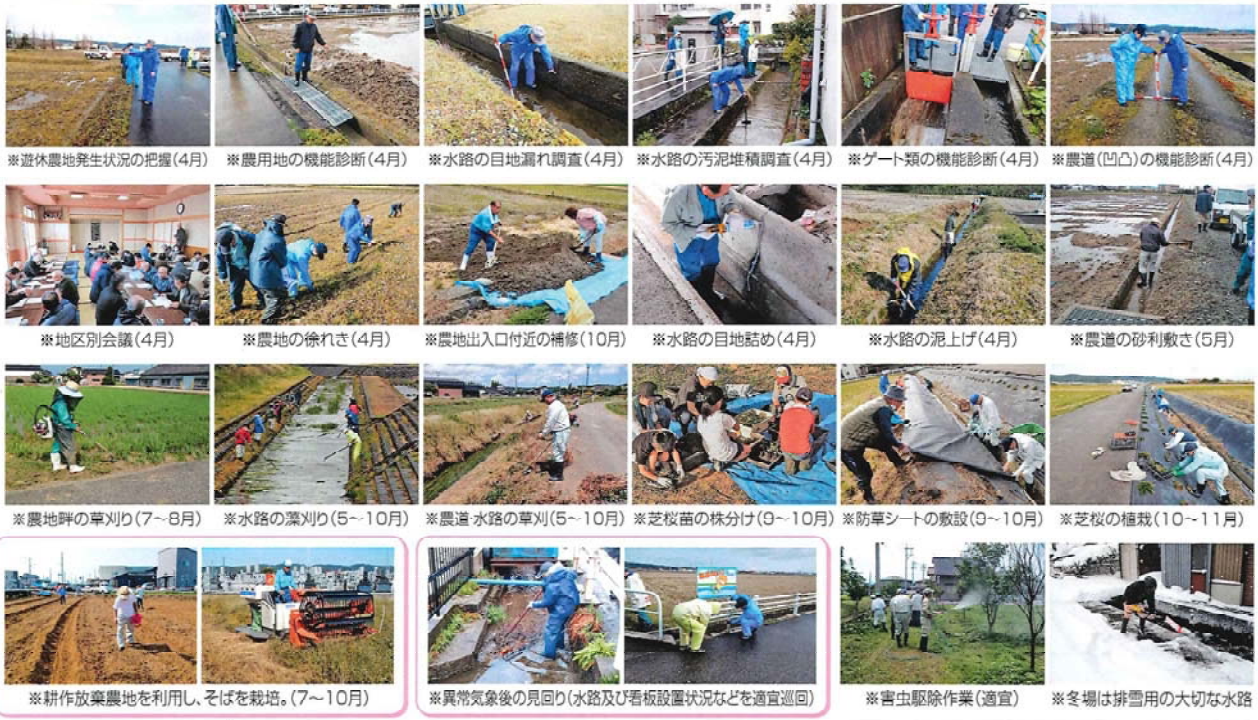 ※遊休農地発生状況の把握(4月)
※農用地の機能診断(4月)
※水路の目地漏れ調査(4月)
※水路の汚泥堆積調査(4月)
※ゲート類の機能診断(4月)
※農道(凹凸)の機能診断(4月)
※地区別会議(4月)
※農地の徐れき(4月)
※農地出入口付近の補修(10月)
※水路の目地詰め(4月)
※水路の泥上げ(4月)
※農道の砂利敷き(5月)
※農地畔の草刈り(7〜8月)
※水路の藻刈り(5〜10月)
※農道・水路の草刈(5〜10月)
※芝桜苗の株分け(9〜10月)
※防草シートの敷設(9〜10月)
※芝桜の植栽(10〜11月)
※耕作放棄農地を利用し、そばを栽培。(7〜10月)
※異常気象後の見回り(水路及び看板設置状況などを適宜巡回)
※害虫駆除作業(適宜)
※冬場は排雪用の大切な水路